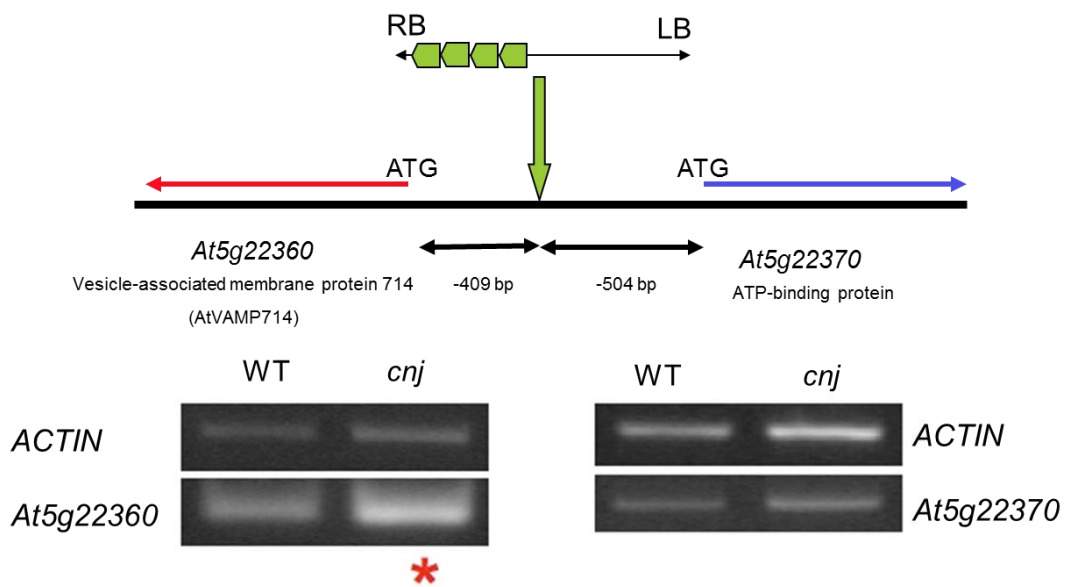 RB LB
ATG ATG
At5g22360 At5g22370
Vesicle-associated membrane protein 714 -409 bp -504 bp ATP-binding protein
(AtVAMP714)
WT cnj WT cnj
ACTIN ACTIN
At5g22360 At5g22370
*